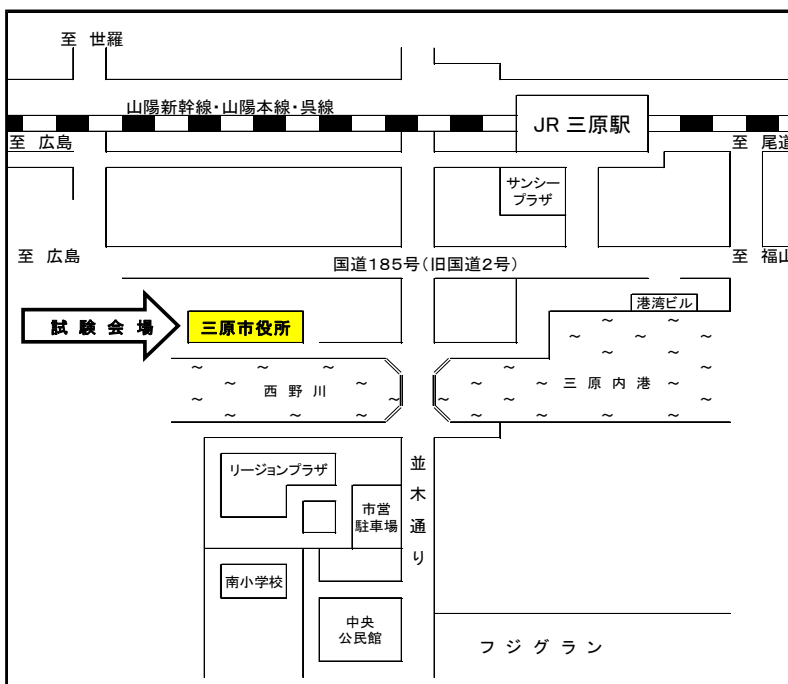 至 世羅
山陽新幹線・山陽本線・呉線
JR 三原駅
至 広島
至 尾道
サンシー
プラザ
至 広島
国道185号(旧国道2号)
至 福山
港湾ビル
試 験 会 場
三原市役所
西 野 川
三 原 内 港
リージョンプラザ
並木通り
市営
駐車場
南小学校
中央
公民館
フ ジ グ ラ ン